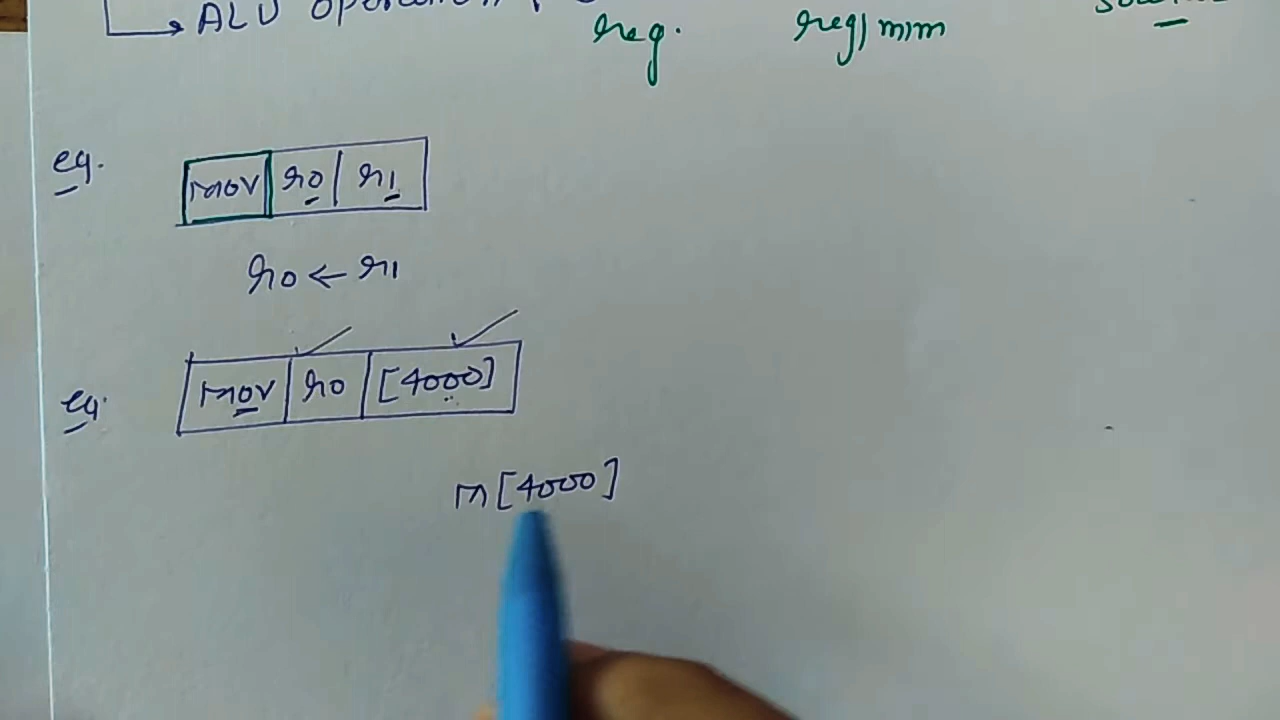 ALU
reg. reg/mm
eg. mov r0 r1
r0 ← r1
eg. mov r0 [4000]
m[4000]